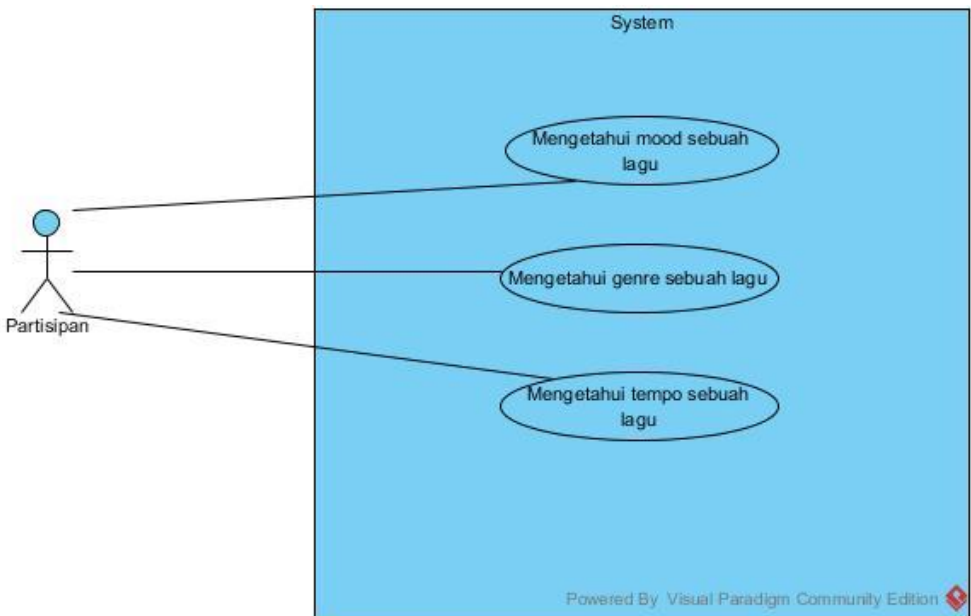 System
Mengetahui mood sebuah
lagu
Mengetahui genre sebuah lagu
Partisipan
Mengetahui tempo sebuah
lagu
Powered By Visual Paradigm Community Edition